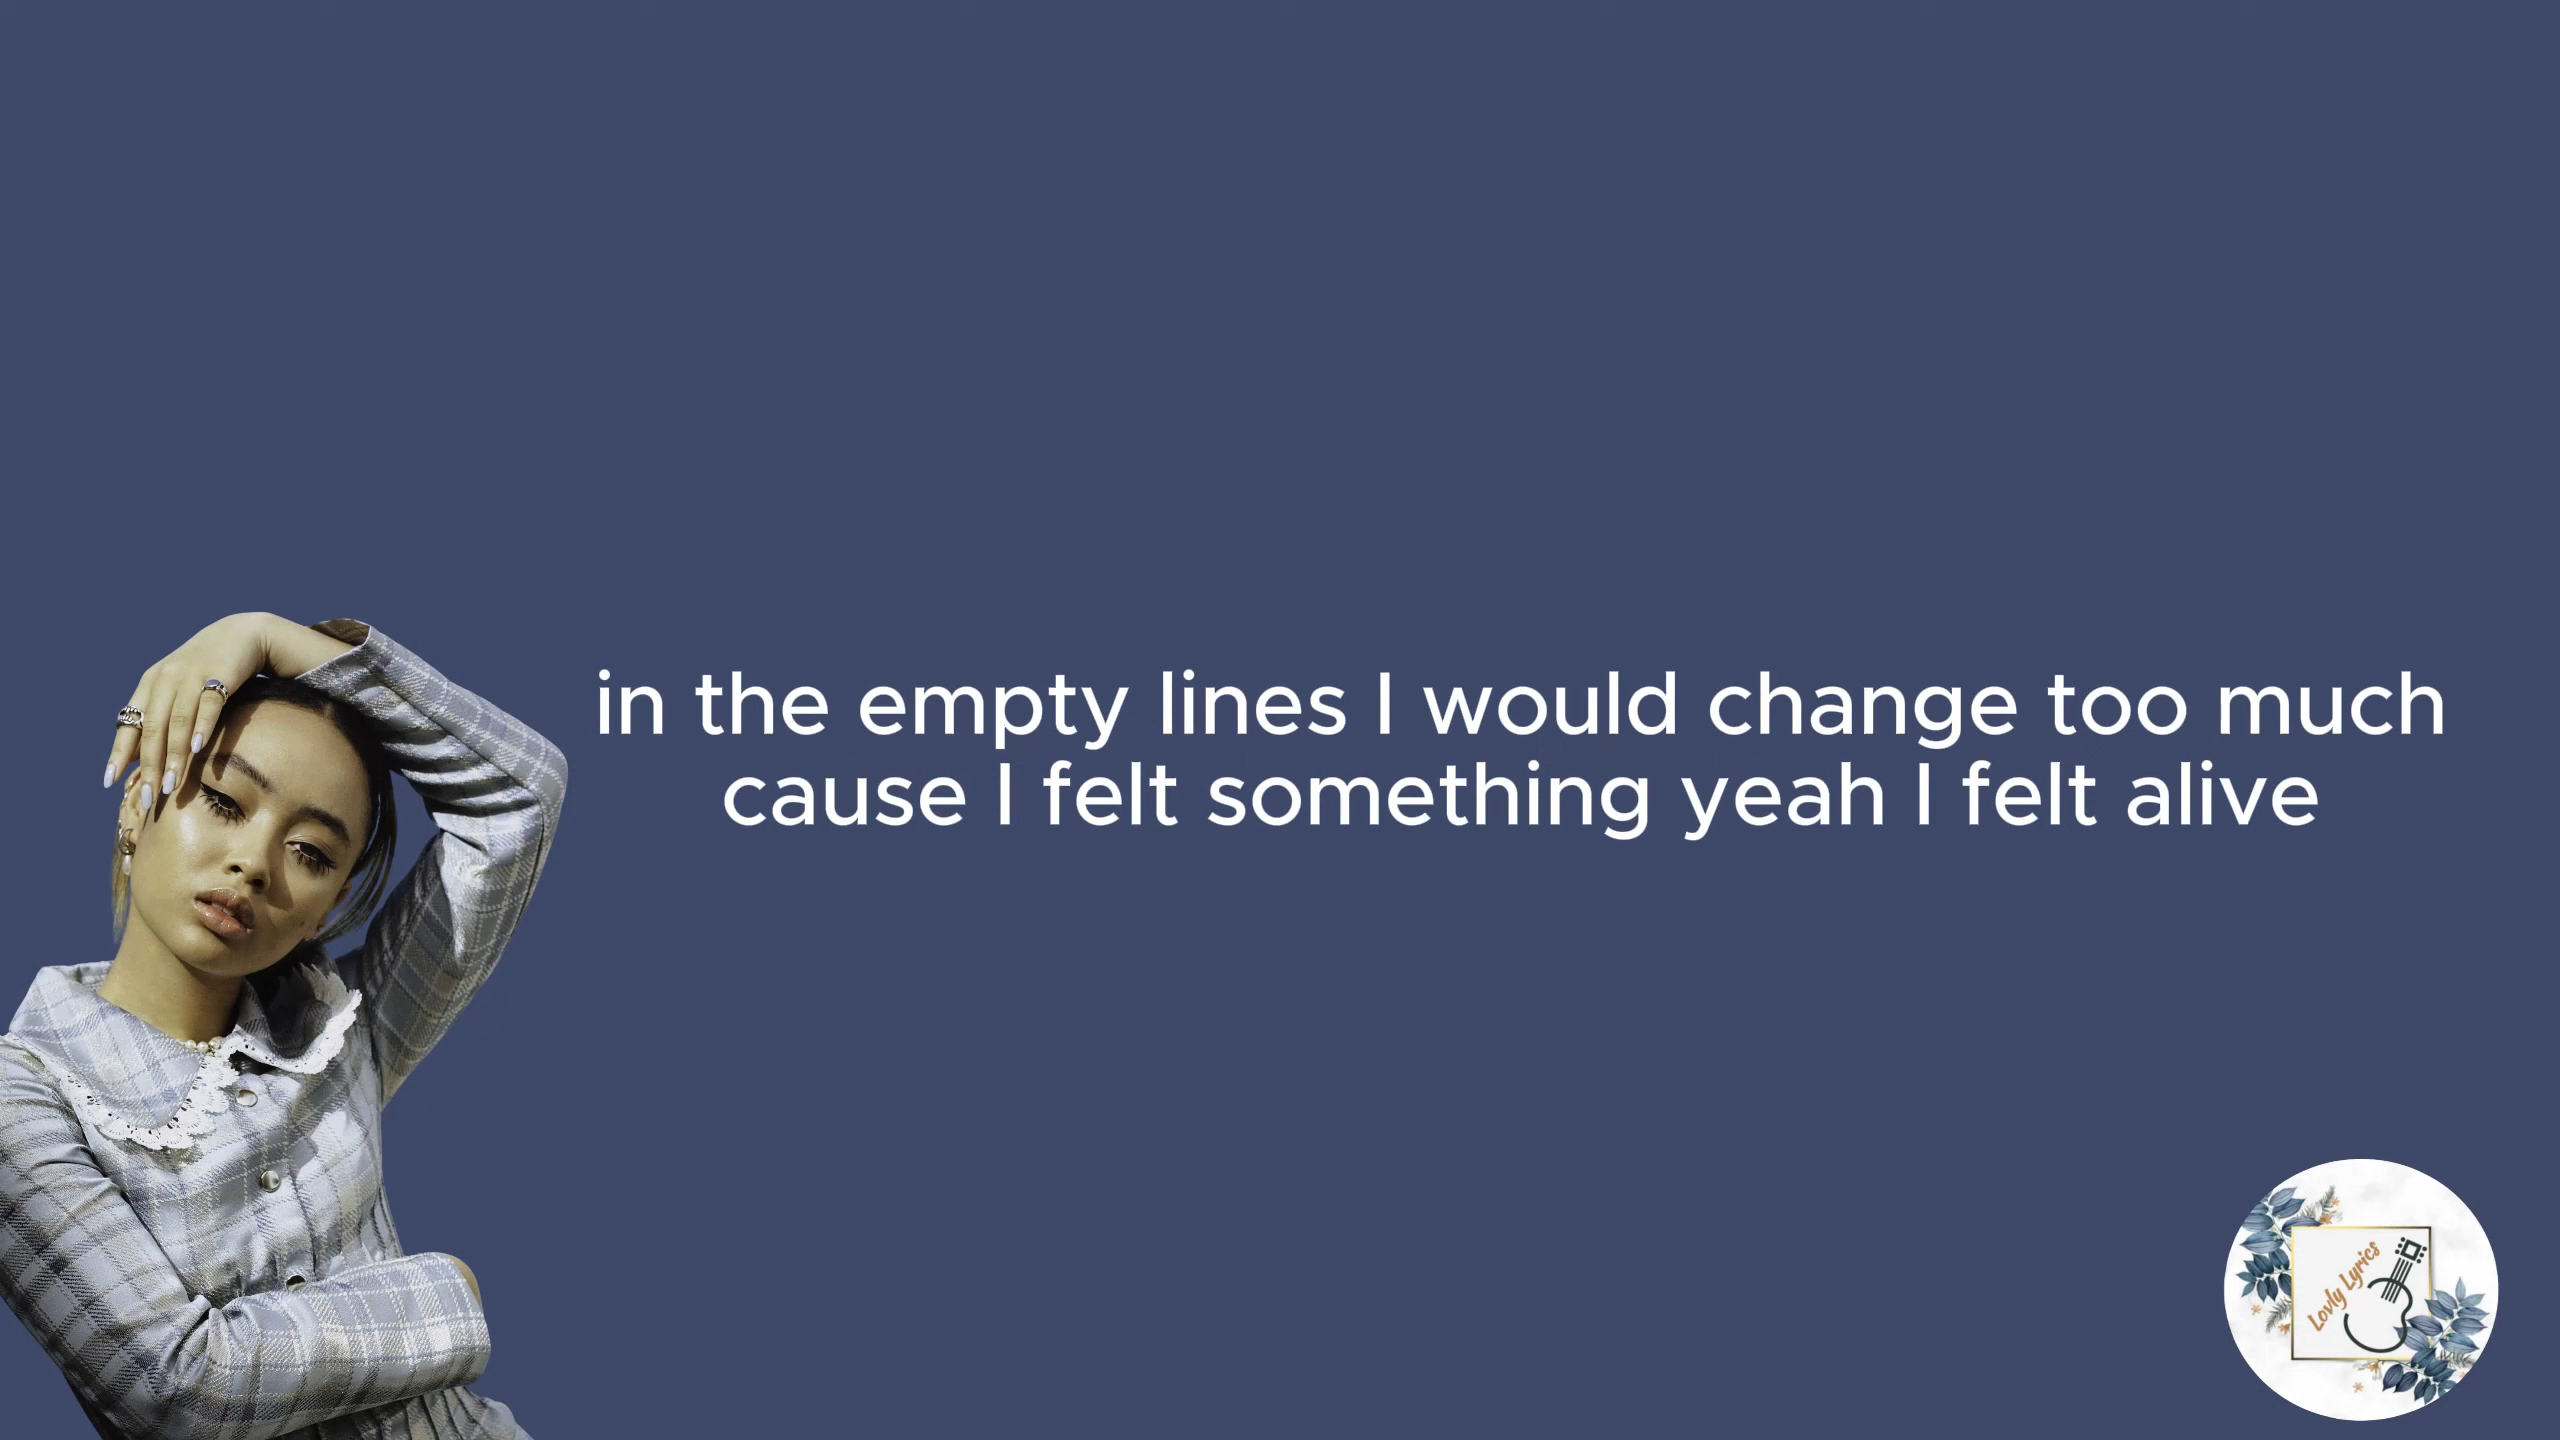 in the empty lines I would change too much
cause I felt something yeah I felt alive
Lovly Lyrics